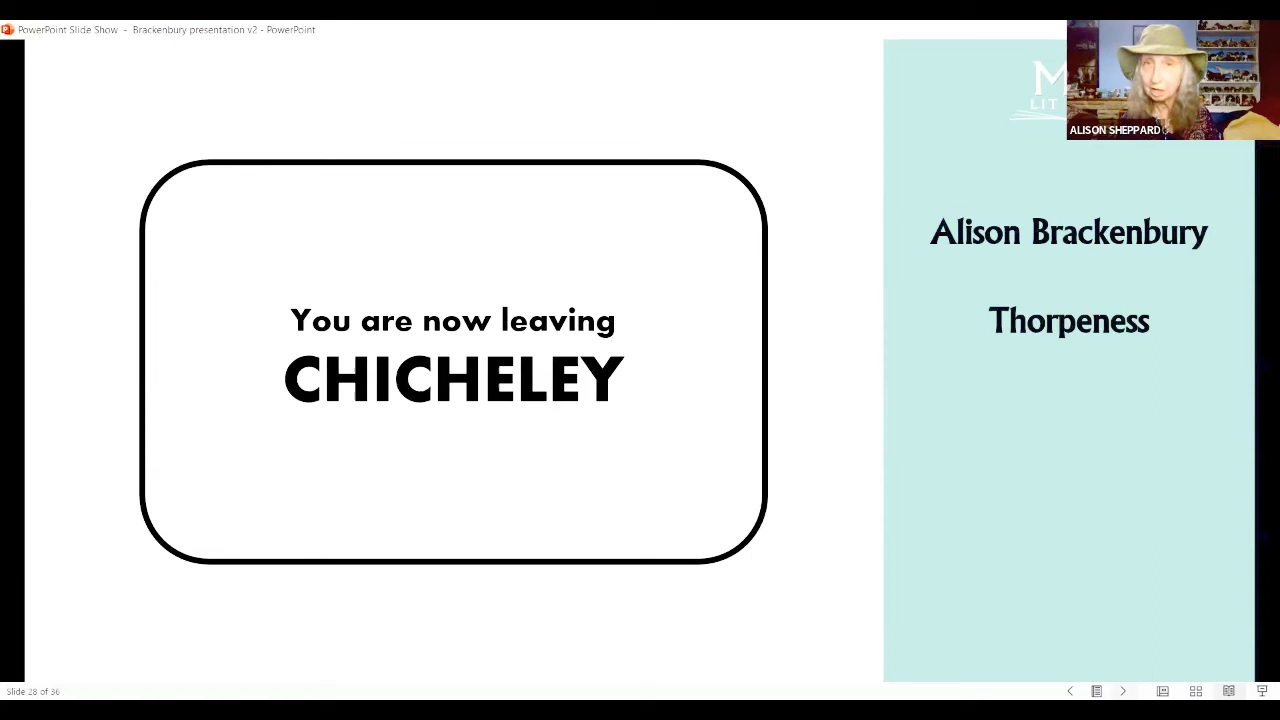 PowerPoint Slide Show - Brackenbury presentation v2 - PowerPoint
You are now leaving
CHICHELEY
M
LIT
ALISON SHEPPARD
Alison Brackenbury
Thorpeness
Slide 28 of 36